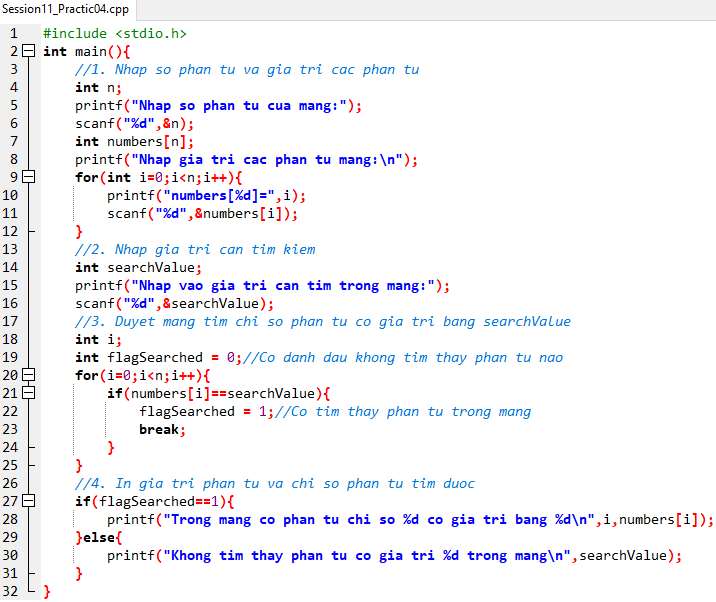 Session11_Practic04.cpp
1 #include <stdio.h>
2 int main(){
3 //1. Nhap so phan tu va gia tri cac phan tu
4 int n;
5 printf("Nhap so phan tu cua mang:");
6 scanf("%d",&n);
7 int numbers[n];
8 printf("Nhap gia tri cac phan tu mang:\n");
9 for(int i=0;i<n;i++){
10 printf("numbers[%d]=",i);
11 scanf("%d",&numbers[i]);
12 }
13 //2. Nhap gia tri can tim kiem
14 int searchValue;
15 printf("Nhap vao gia tri can tim trong mang:");
16 scanf("%d",&searchValue);
17 //3. Duyet mang tim chi so phan tu co gia tri bang searchValue
18 int i;
19 int flagSearched = 0;//Co danh dau khong tim thay phan tu nao
20 for(i=0;i<n;i++){
21 if(numbers[i]==searchValue){
22 flagSearched = 1;//Co tim thay phan tu trong mang
23 break;
24 }
25 }
26 //4. In gia tri phan tu va chi so phan tu tim duoc
27 if(flagSearched==1){
28 printf("Trong mang co phan tu chi so %d co gia tri bang %d\n",i,numbers[i]);
29 }else{
30 printf("Khong tim thay phan tu co gia tri %d trong mang\n",searchValue);
31 }
32 }